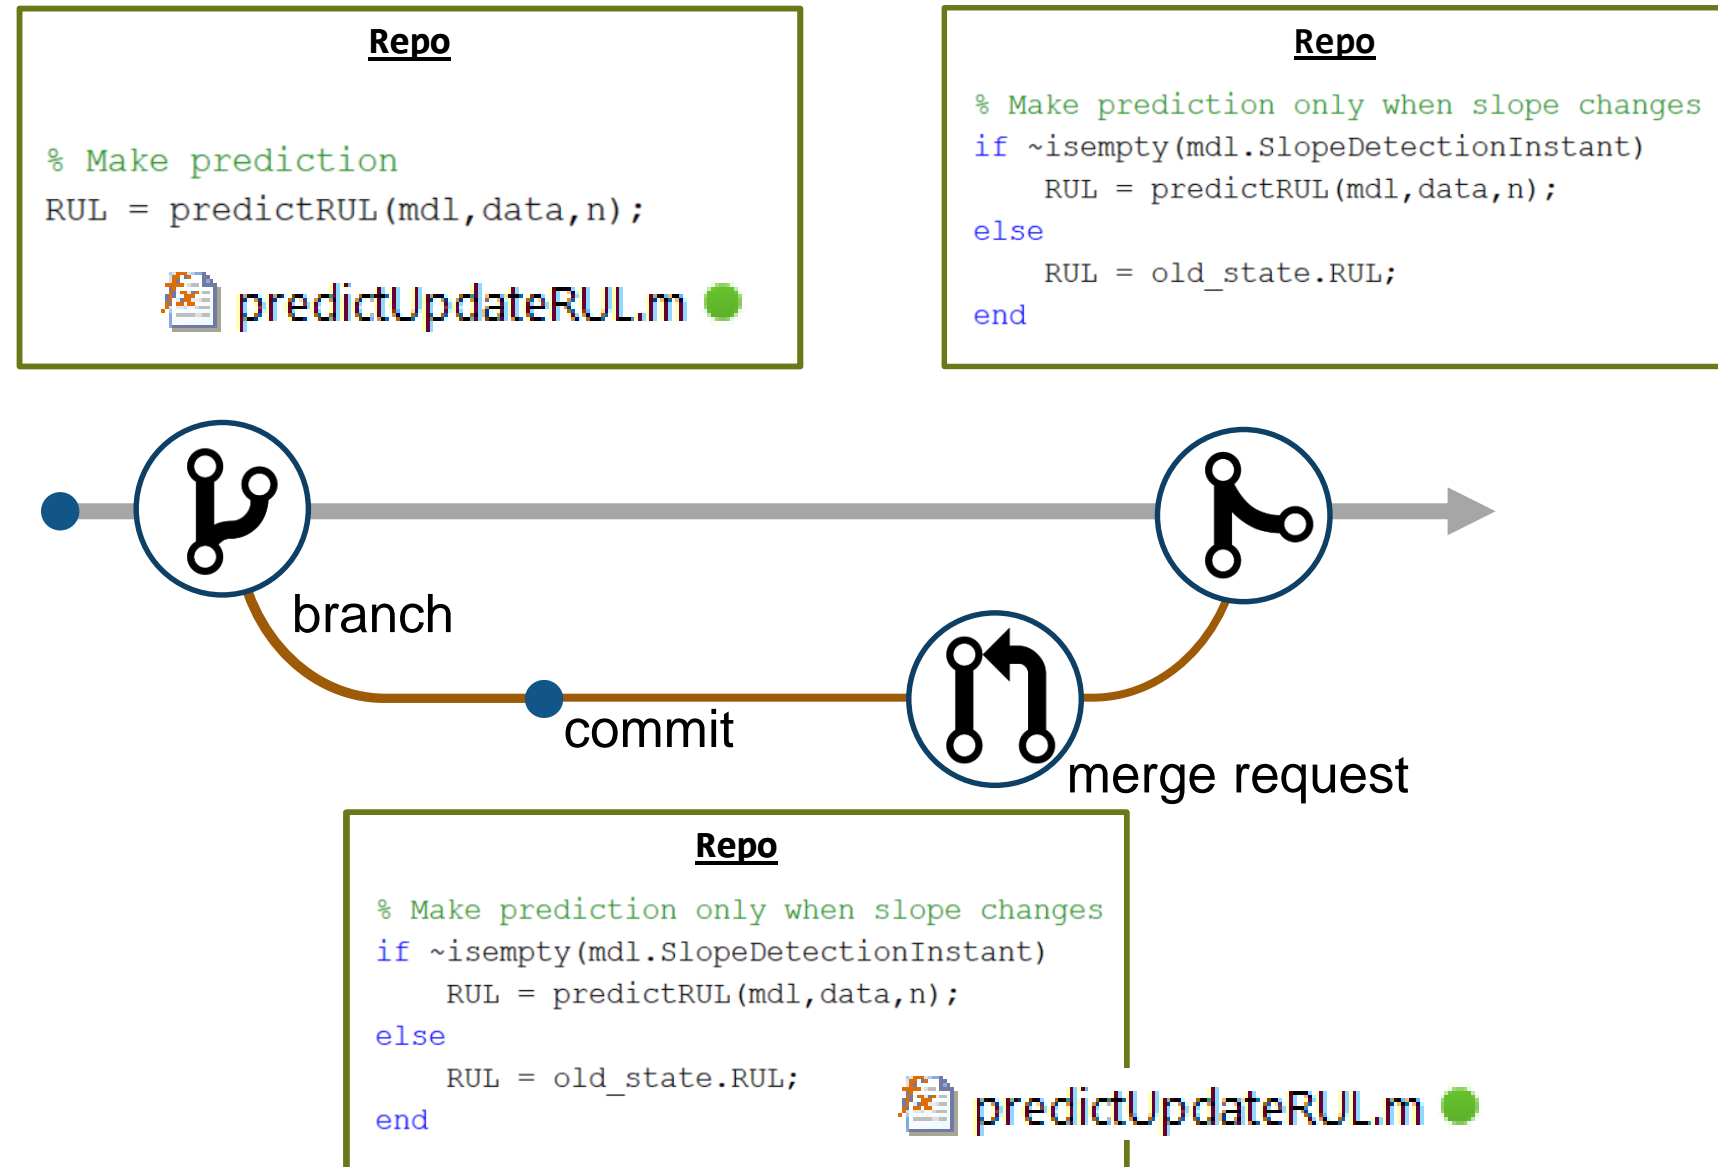 Repo
% Make prediction
RUL = predictRUL(mdl,data,n);
predictUpdateRUL.m
Repo
% Make prediction only when slope changes
if ~isempty(mdl.SlopeDetectionInstant)
    RUL = predictRUL(mdl,data,n);
else
    RUL = old_state.RUL;
end
branch
commit
merge request
Repo
% Make prediction only when slope changes
if ~isempty(mdl.SlopeDetectionInstant)
    RUL = predictRUL(mdl,data,n);
else
    RUL = old_state.RUL;
end
predictUpdateRUL.m